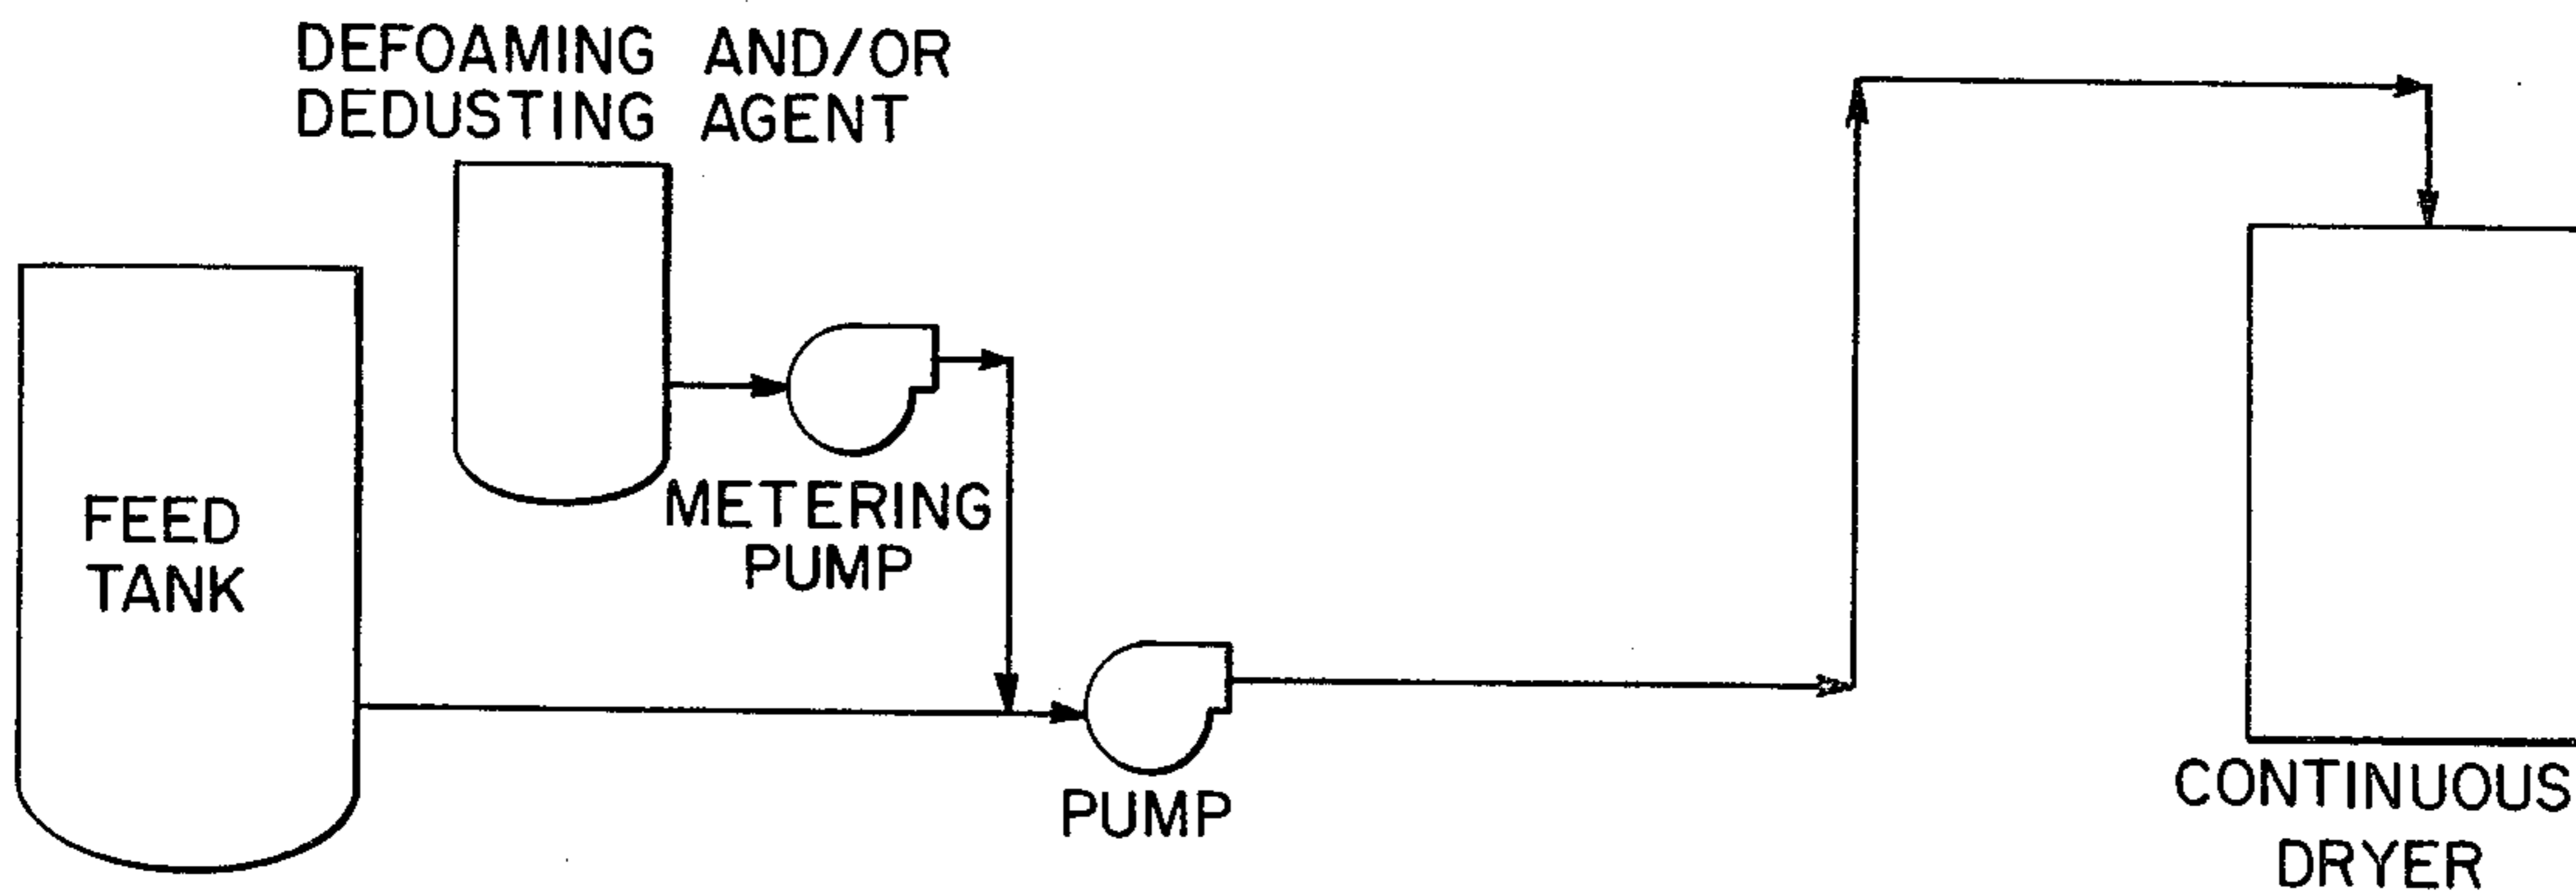 DEFOAMING AND/OR
DEDUSTING AGENT
FEED
TANK
METERING
PUMP
PUMP
CONTINUOUS
DRYER